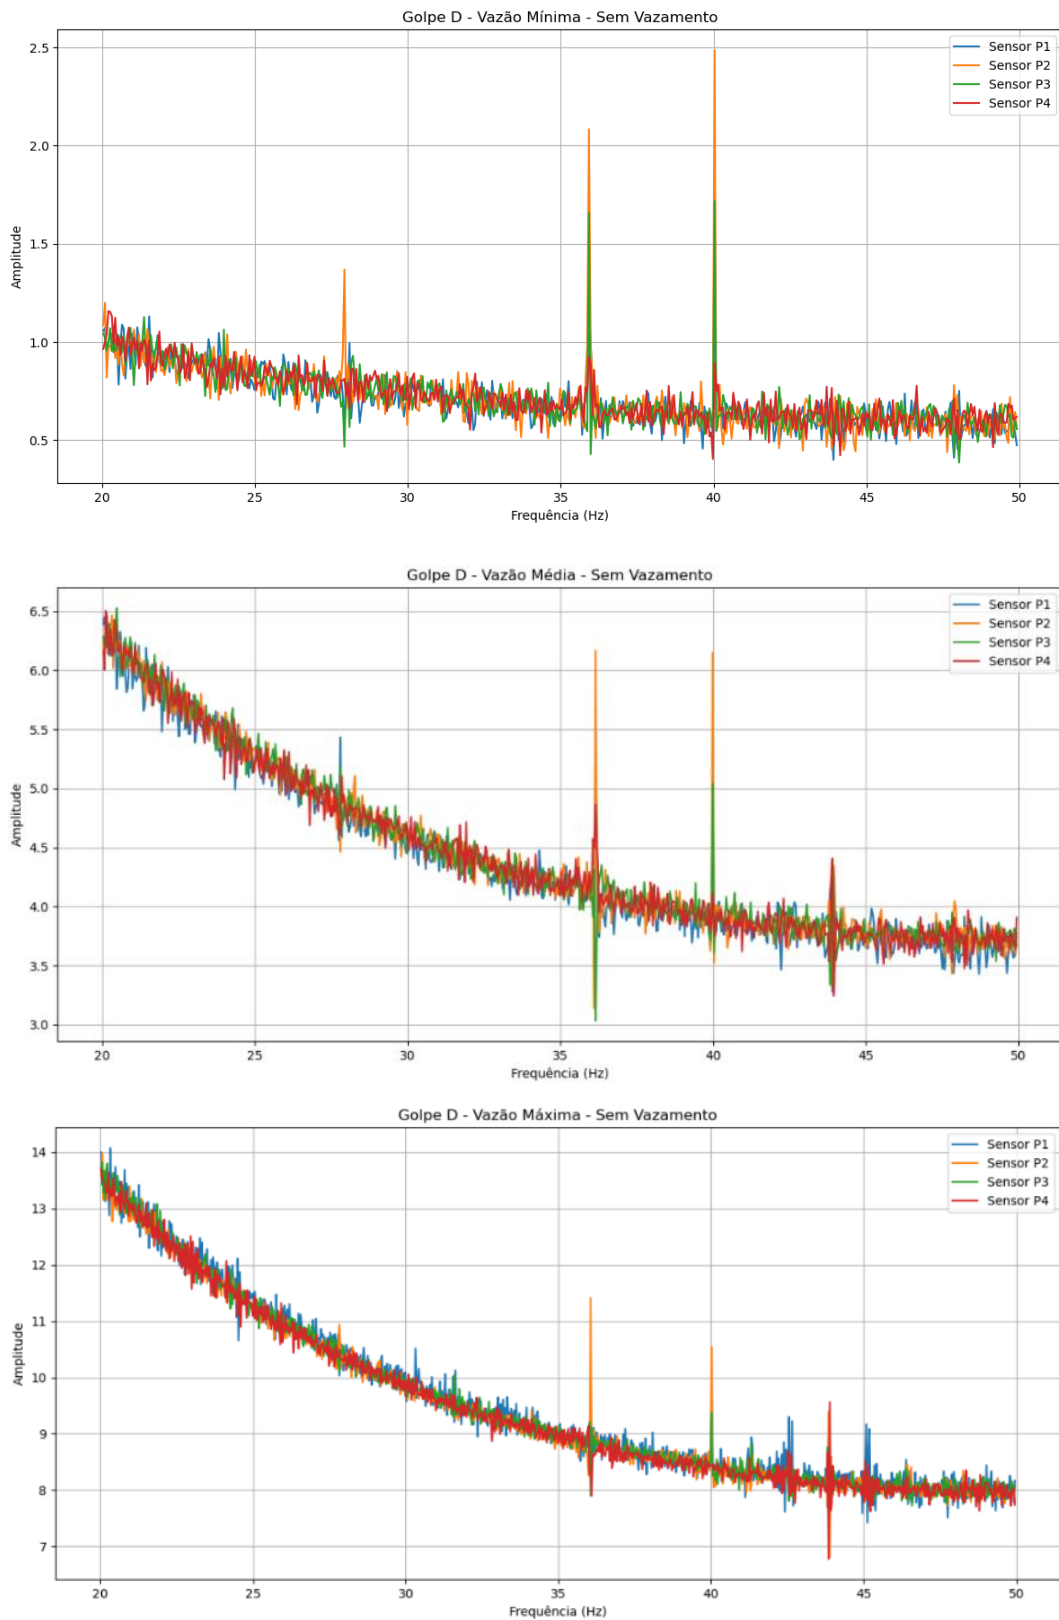 Golpe D - Vazão Mínima - Sem Vazamento
Sensor P1
Sensor P2
Sensor P3
Sensor P4
2.5
2.0
1.5
1.0
0.5
Amplitude
20 25 30 35 40 45 50
Frequência (Hz)
Golpe D - Vazão Média - Sem Vazamento
Sensor P1
Sensor P2
Sensor P3
Sensor P4
6.5
6.0
5.5
5.0
4.5
4.0
3.5
3.0
Amplitude
20 25 30 35 40 45 50
Frequência (Hz)
Golpe D - Vazão Máxima - Sem Vazamento
Sensor P1
Sensor P2
Sensor P3
Sensor P4
14
13
12
11
10
9
8
7
Amplitude
20 25 30 35 40 45 50
Frequência (Hz)